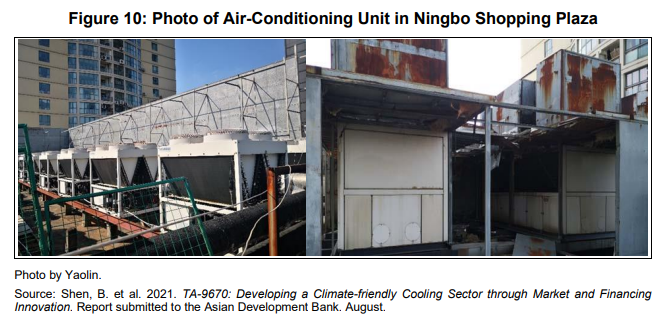 Figure 10: Photo of Air-Conditioning Unit in Ningbo Shopping Plaza
Photo by Yaolin.
Source: Shen, B. et al. 2021. TA-9670: Developing a Climate-friendly Cooling Sector through Market and Financing
Innovation. Report submitted to the Asian Development Bank. August.